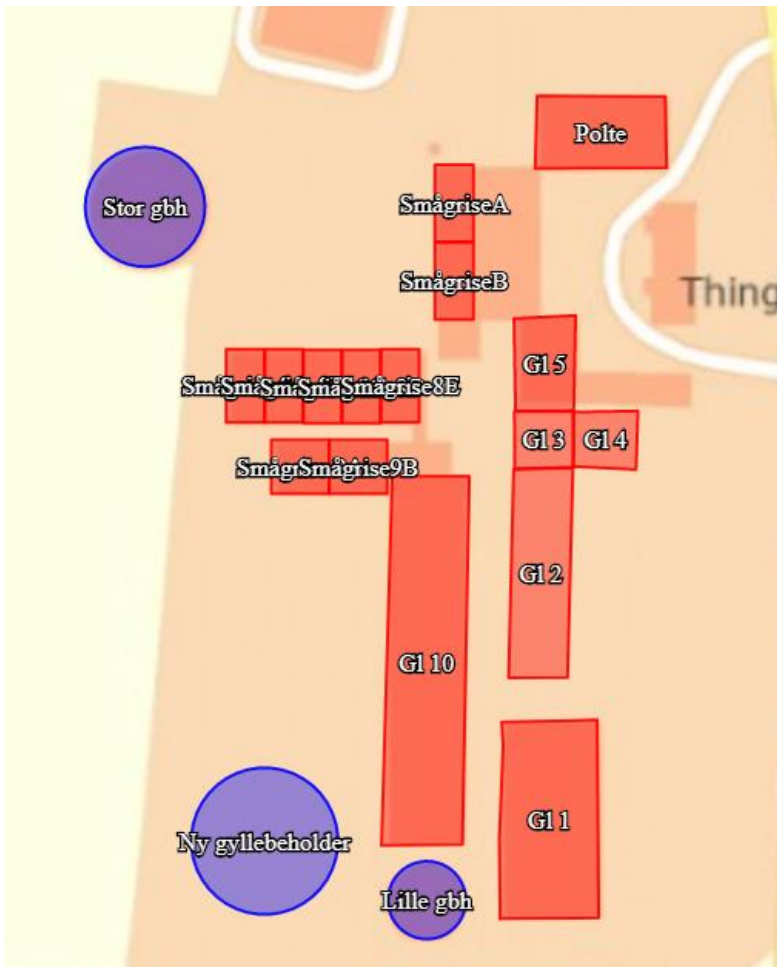 Polte
Stor gbh
SmågriseA
SmågriseB
Thing
Gl 5
Smågrise8E
Gl 3
Gl 4
Smågrise9B
Gl 2
Gl 10
Gl 1
Ny gyllebeholder
Lille gbh